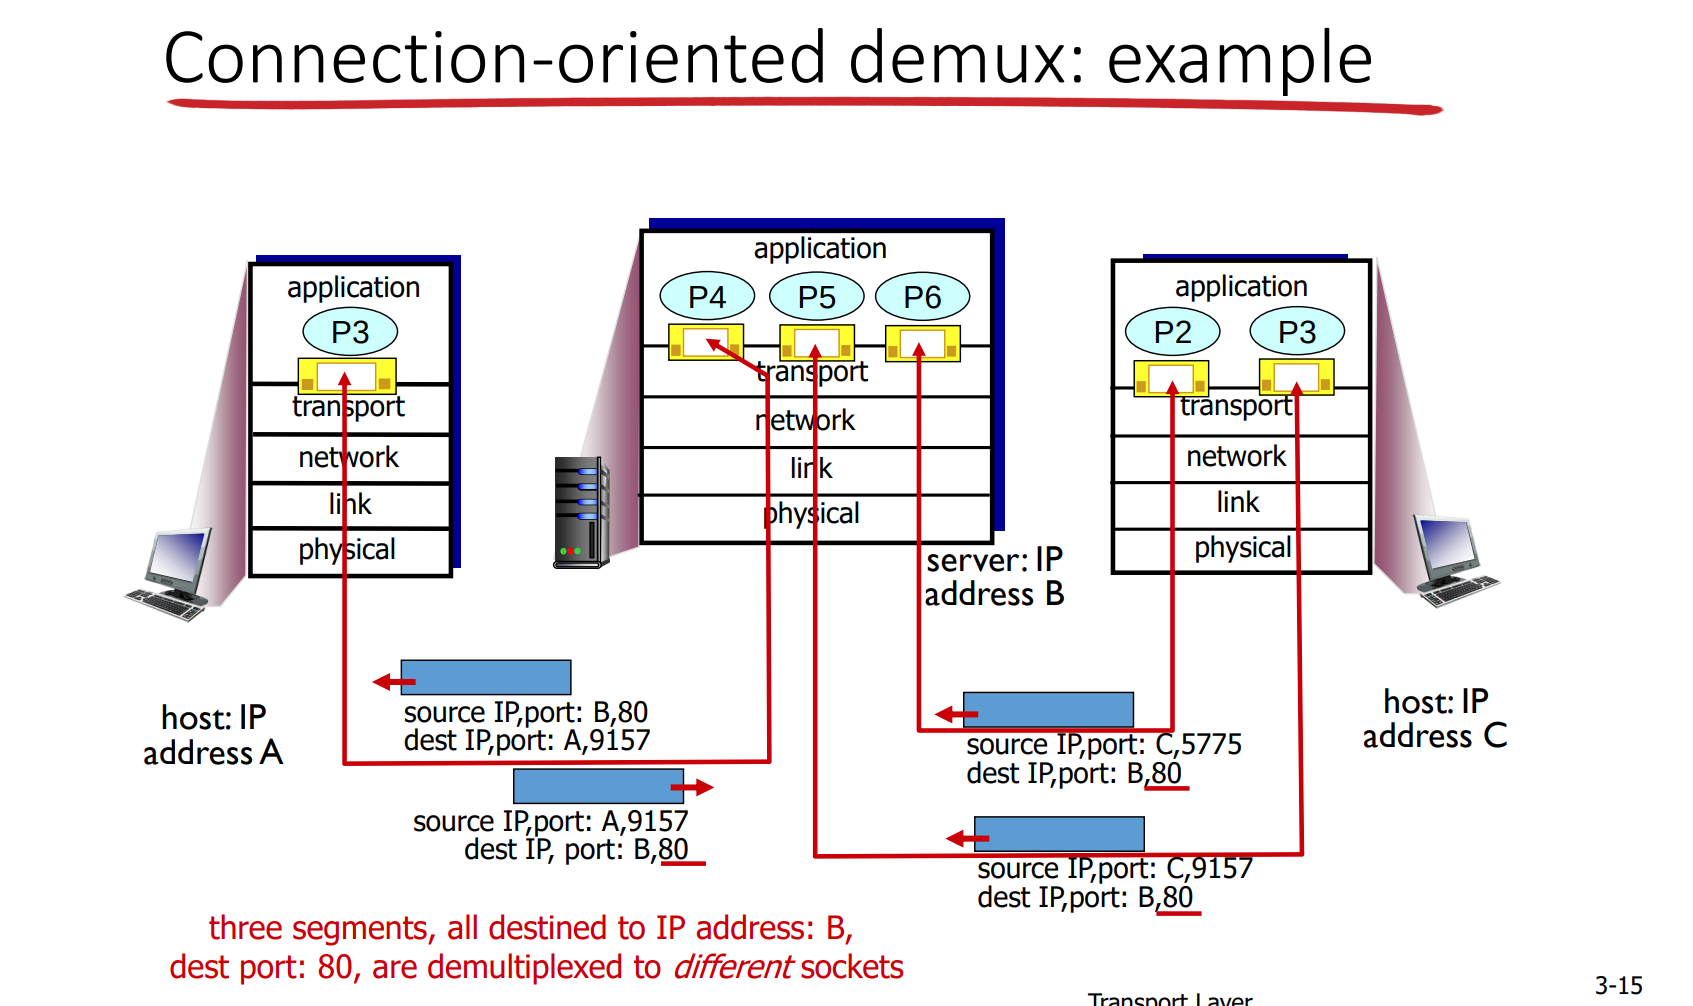 Connection-oriented demux: example
application
P3
transport
network
link
physical
application
P4 P5 P6
transport
network
link
physical
application
P2 P3
transport
network
link
physical
server: IP
address B
host: IP
address A
host: IP
address C
source IP,port: B,80
dest IP,port: A,9157
source IP,port: A,9157
dest IP, port: B,80
source IP,port: C,5775
dest IP,port: B,80
source IP,port: C,9157
dest IP,port: B,80
three segments, all destined to IP address: B,
dest port: 80, are demultiplexed to different sockets
Transport Layer
3-15